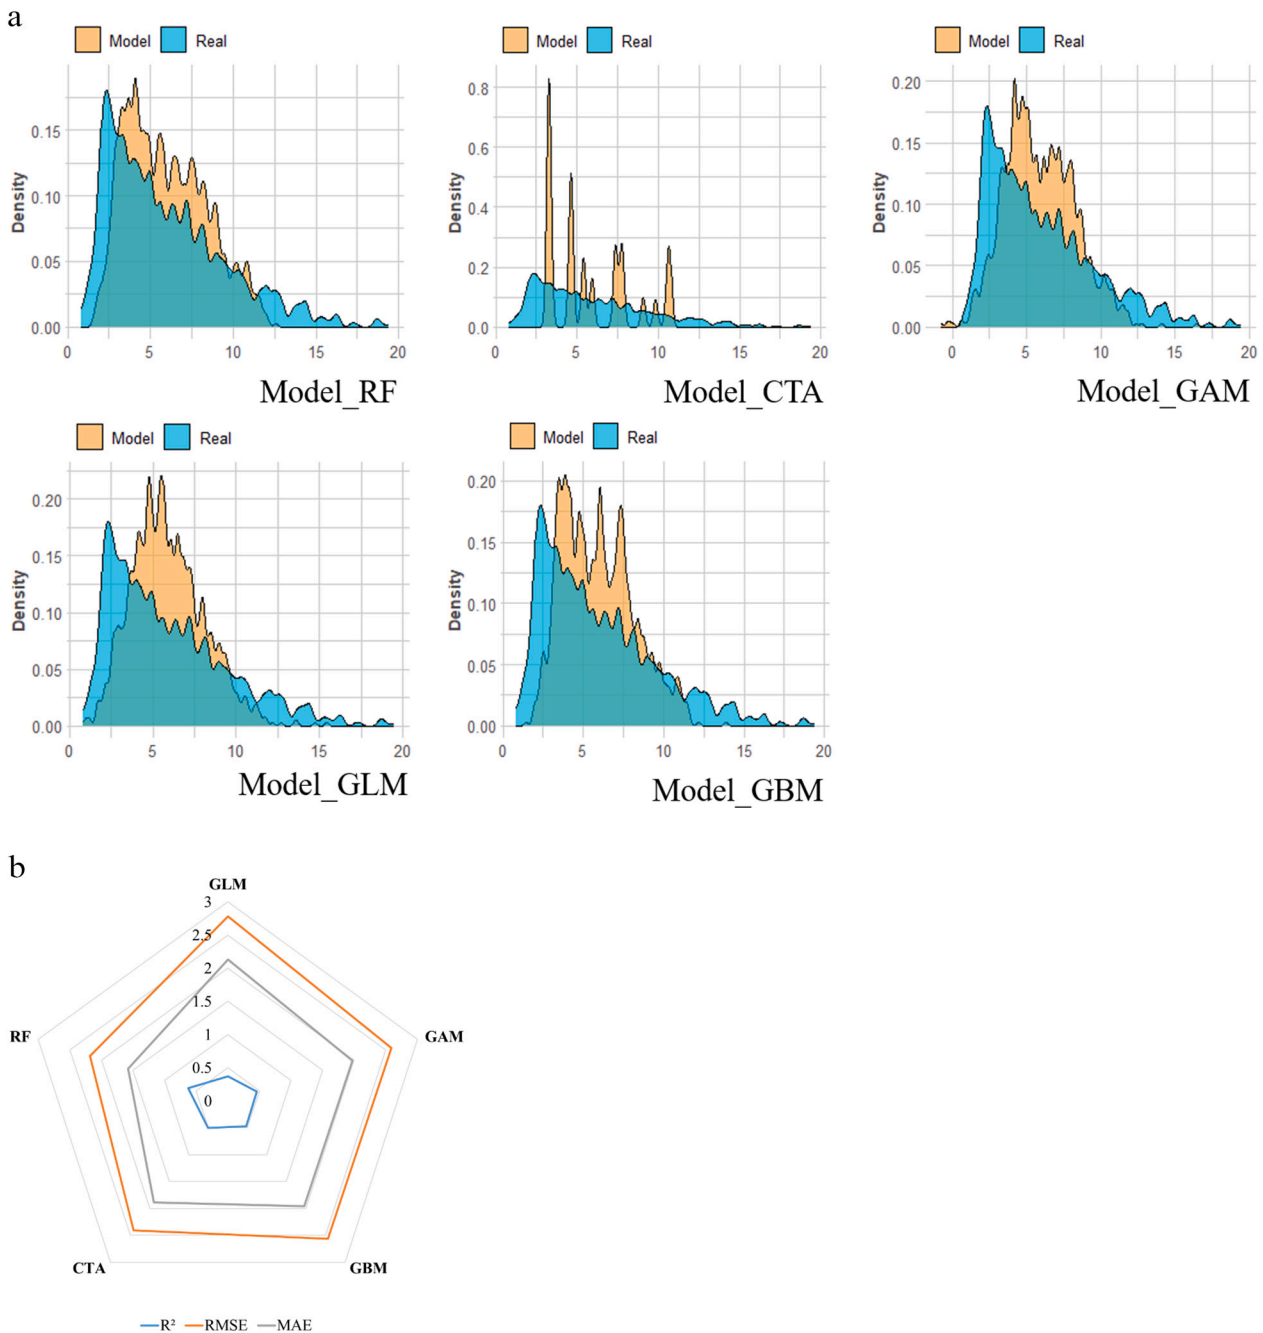 a
Model Real
Density
0.15
0.10
0.05
0.00
0 5 10 15 20
Model_RF
Model Real
Density
0.8
0.6
0.4
0.2
0.0
0 5 10 15 20
Model_CTA
Model Real
Density
0.20
0.15
0.10
0.05
0.00
0 5 10 15 20
Model_GAM
Model Real
Density
0.20
0.15
0.10
0.05
0.00
0 5 10 15 20
Model_GLM
Model Real
Density
0.20
0.15
0.10
0.05
0.00
0 5 10 15 20
Model_GBM
b
GLM
3
2.5
2
1.5
1
0.5
0
RF
GAM
CTA
GBM
R² RMSE MAE